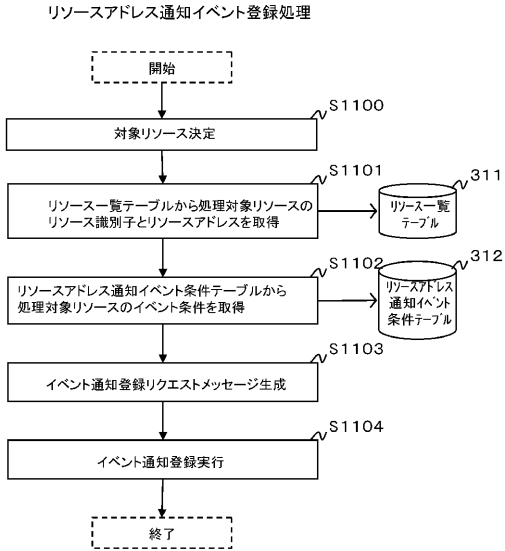 リソースアドレス通知イベント登録処理
開始
S1100
対象リソース決定
S1101
リソース一覧テーブルから処理対象リソースの
リソース識別子とリソースアドレスを取得
311
リソース一覧
テーブル
S1102
リソースアドレス通知イベント条件テーブルから
処理対象リソースのイベント条件を取得
312
リソースアドレス
通知イベント
条件テーブル
S1103
イベント通知登録リクエストメッセージ生成
S1104
イベント通知登録実行
終了